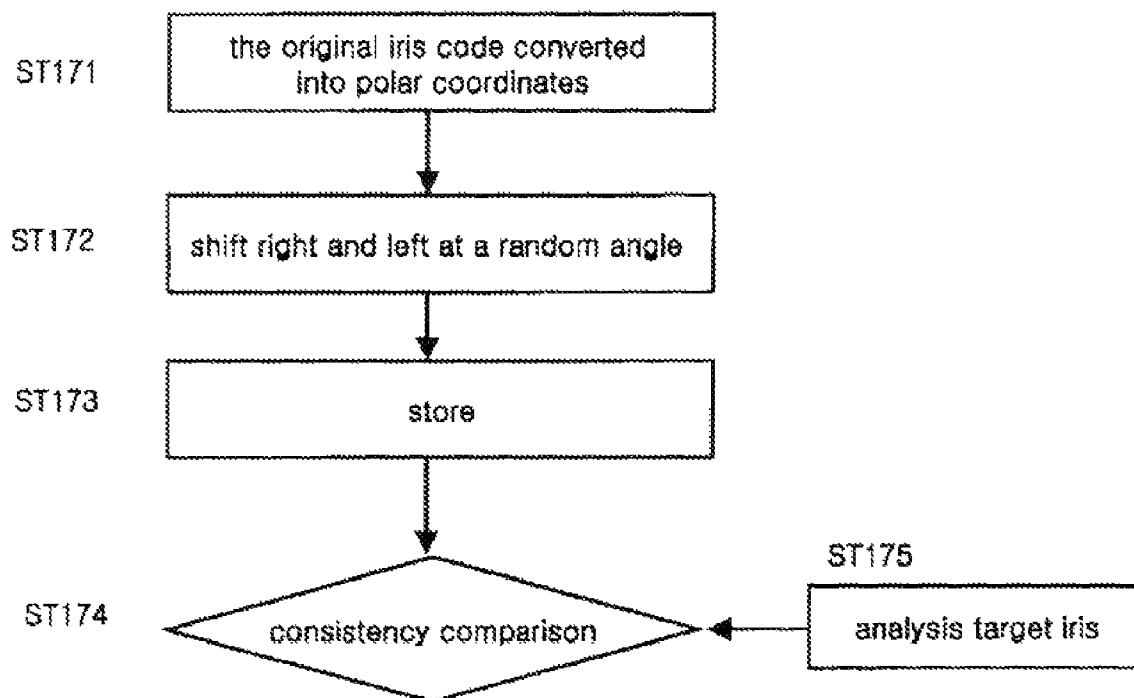 ST171
the original iris code converted
into polar coordinates
ST172
shift right and left at a random angle
ST173
store
ST175
ST174
consistency comparison
analysis target iris